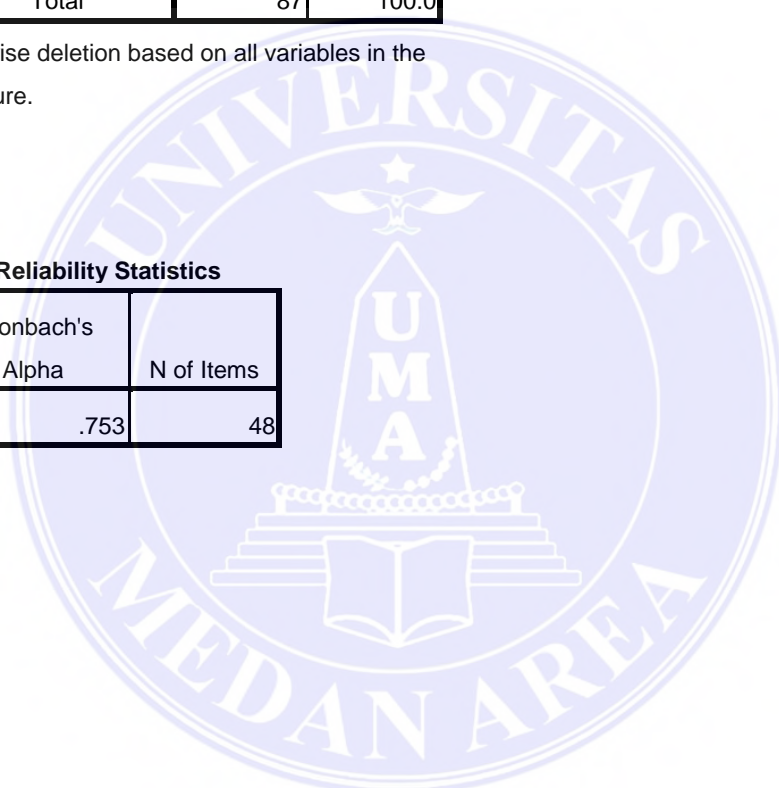 Total 87 100.0
ise deletion based on all variables in the
ure.
Reliability Statistics
onbach's
Alpha N of Items
.753 48
UNIVERSITAS
UMA
MEDAN AREA